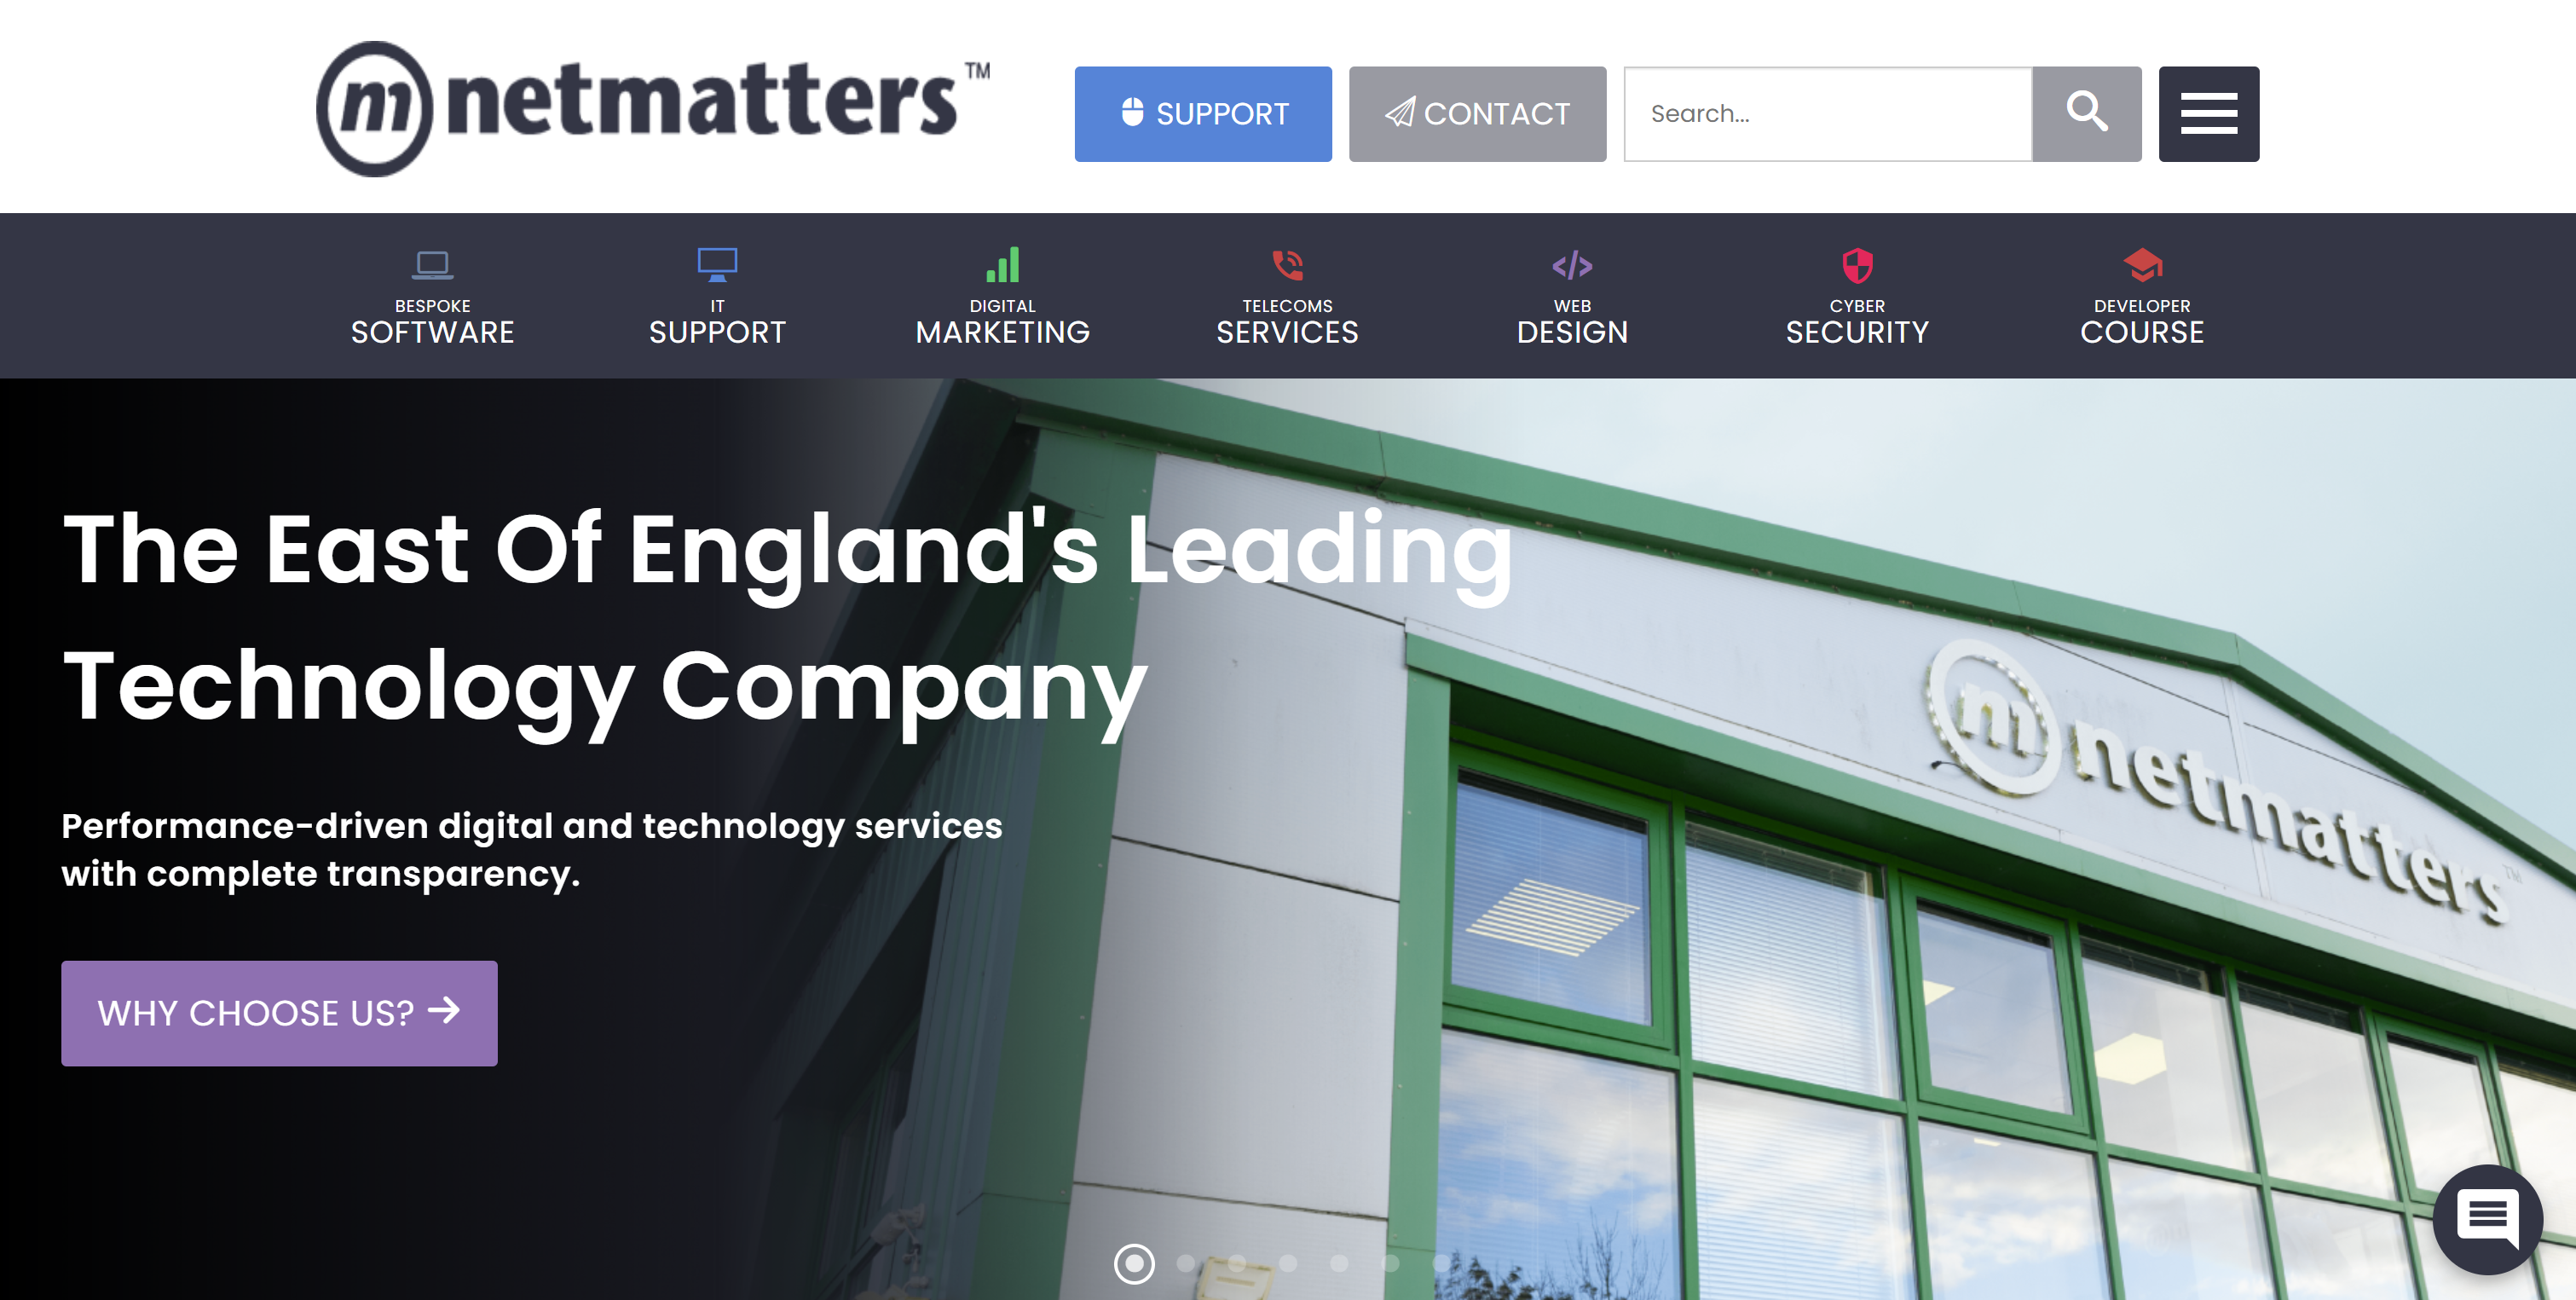 m netmatters™
SUPPORT
CONTACT
Search...
BESPOKE
SOFTWARE
IT
SUPPORT
DIGITAL
MARKETING
TELECOMS
SERVICES
WEB
DESIGN
CYBER
SECURITY
DEVELOPER
COURSE
The East Of England's Leading
Technology Company
Performance-driven digital and technology services
with complete transparency.
WHY CHOOSE US?
m netmatters™